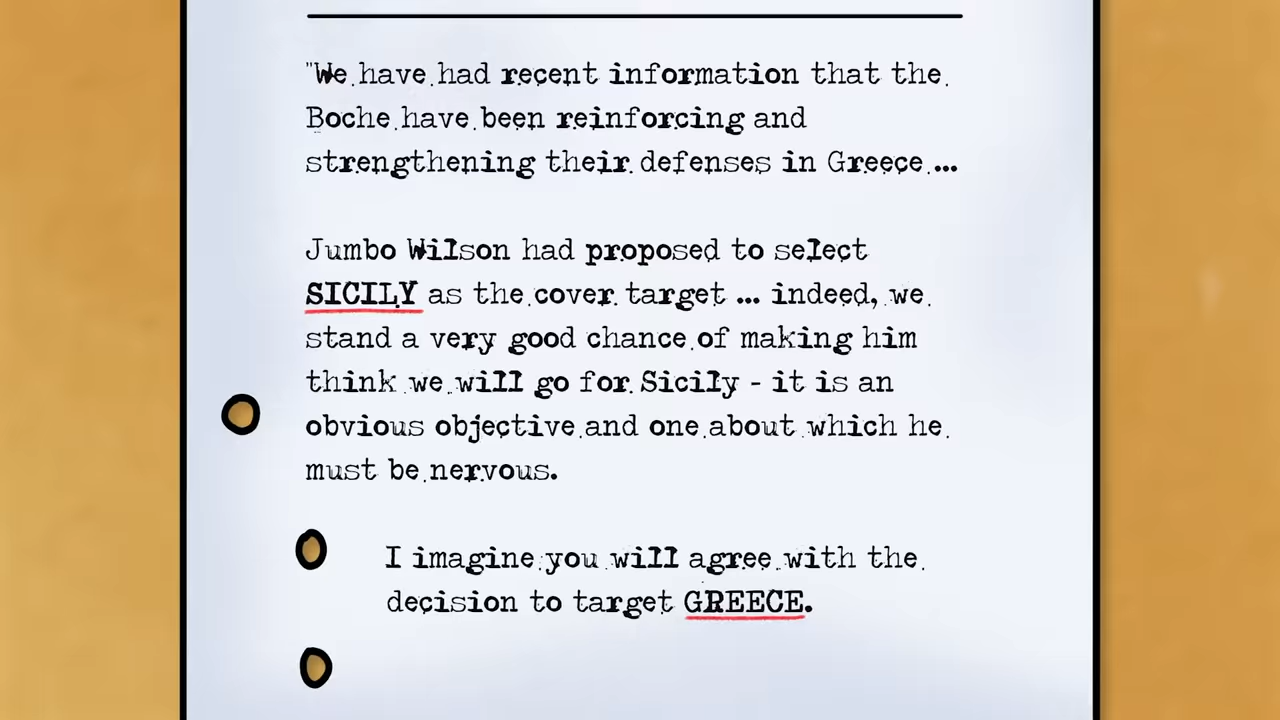 "We have had recent information that the
Boche have been reinforcing and
strengthening their defenses in Greece ...
Jumbo Wilson had proposed to select
SICILY as the cover target ... indeed, we
stand a very good chance of making him
think we will go for Sicily - it is an
obvious objective and one about which he
must be nervous.
I imagine you will agree with the
decision to target GREECE.